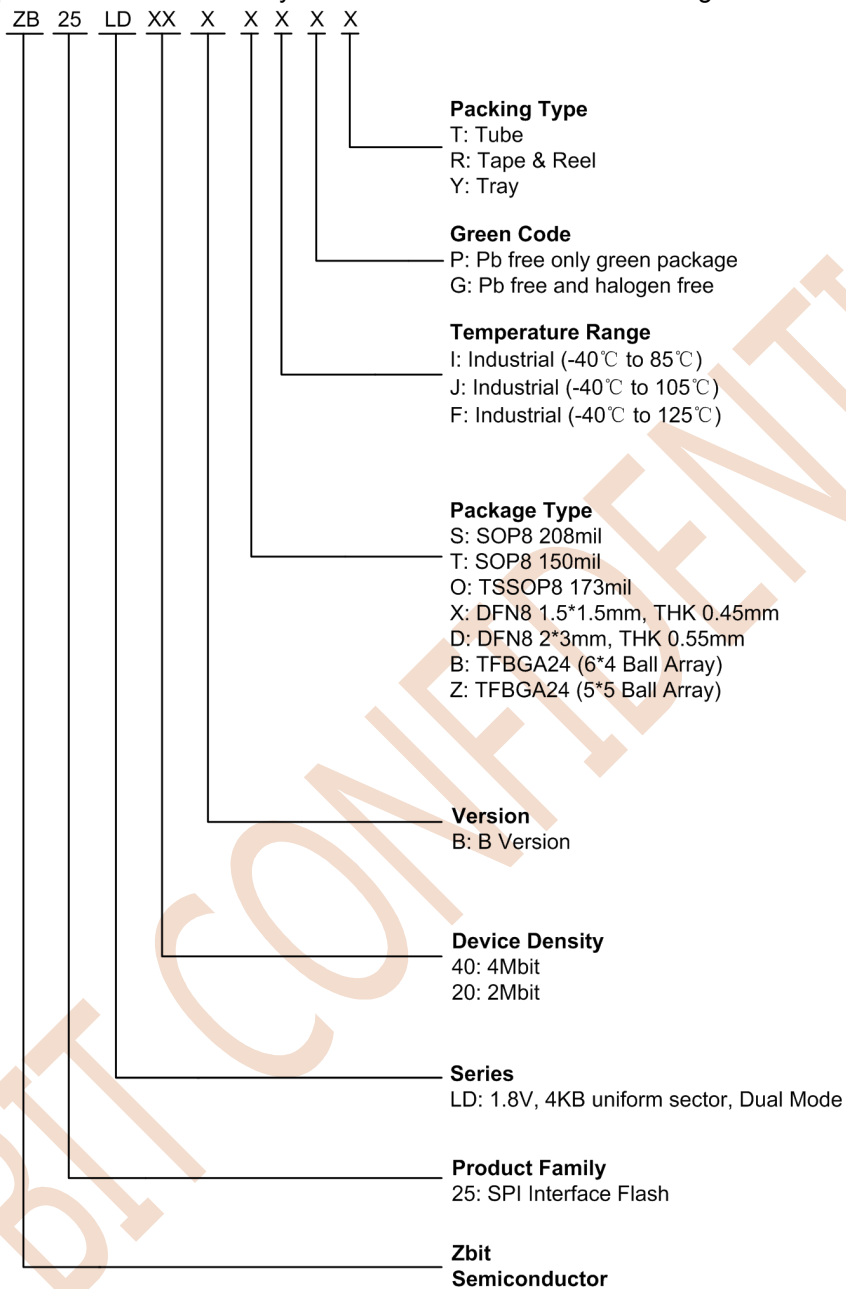 ZB 25 LD XX X X X X X
Packing Type
T: Tube
R: Tape & Reel
Y: Tray
Green Code
P: Pb free only green package
G: Pb free and halogen free
Temperature Range
I: Industrial (-40℃ to 85℃)
J: Industrial (-40℃ to 105℃)
F: Industrial (-40℃ to 125℃)
Package Type
S: SOP8 208mil
T: SOP8 150mil
O: TSSOP8 173mil
X: DFN8 1.5*1.5mm, THK 0.45mm
D: DFN8 2*3mm, THK 0.55mm
B: TFBGA24 (6*4 Ball Array)
Z: TFBGA24 (5*5 Ball Array)
Version
B: B Version
Device Density
40: 4Mbit
20: 2Mbit
Series
LD: 1.8V, 4KB uniform sector, Dual Mode
Product Family
25: SPI Interface Flash
Zbit
Semiconductor
BIT CONFIDENTI